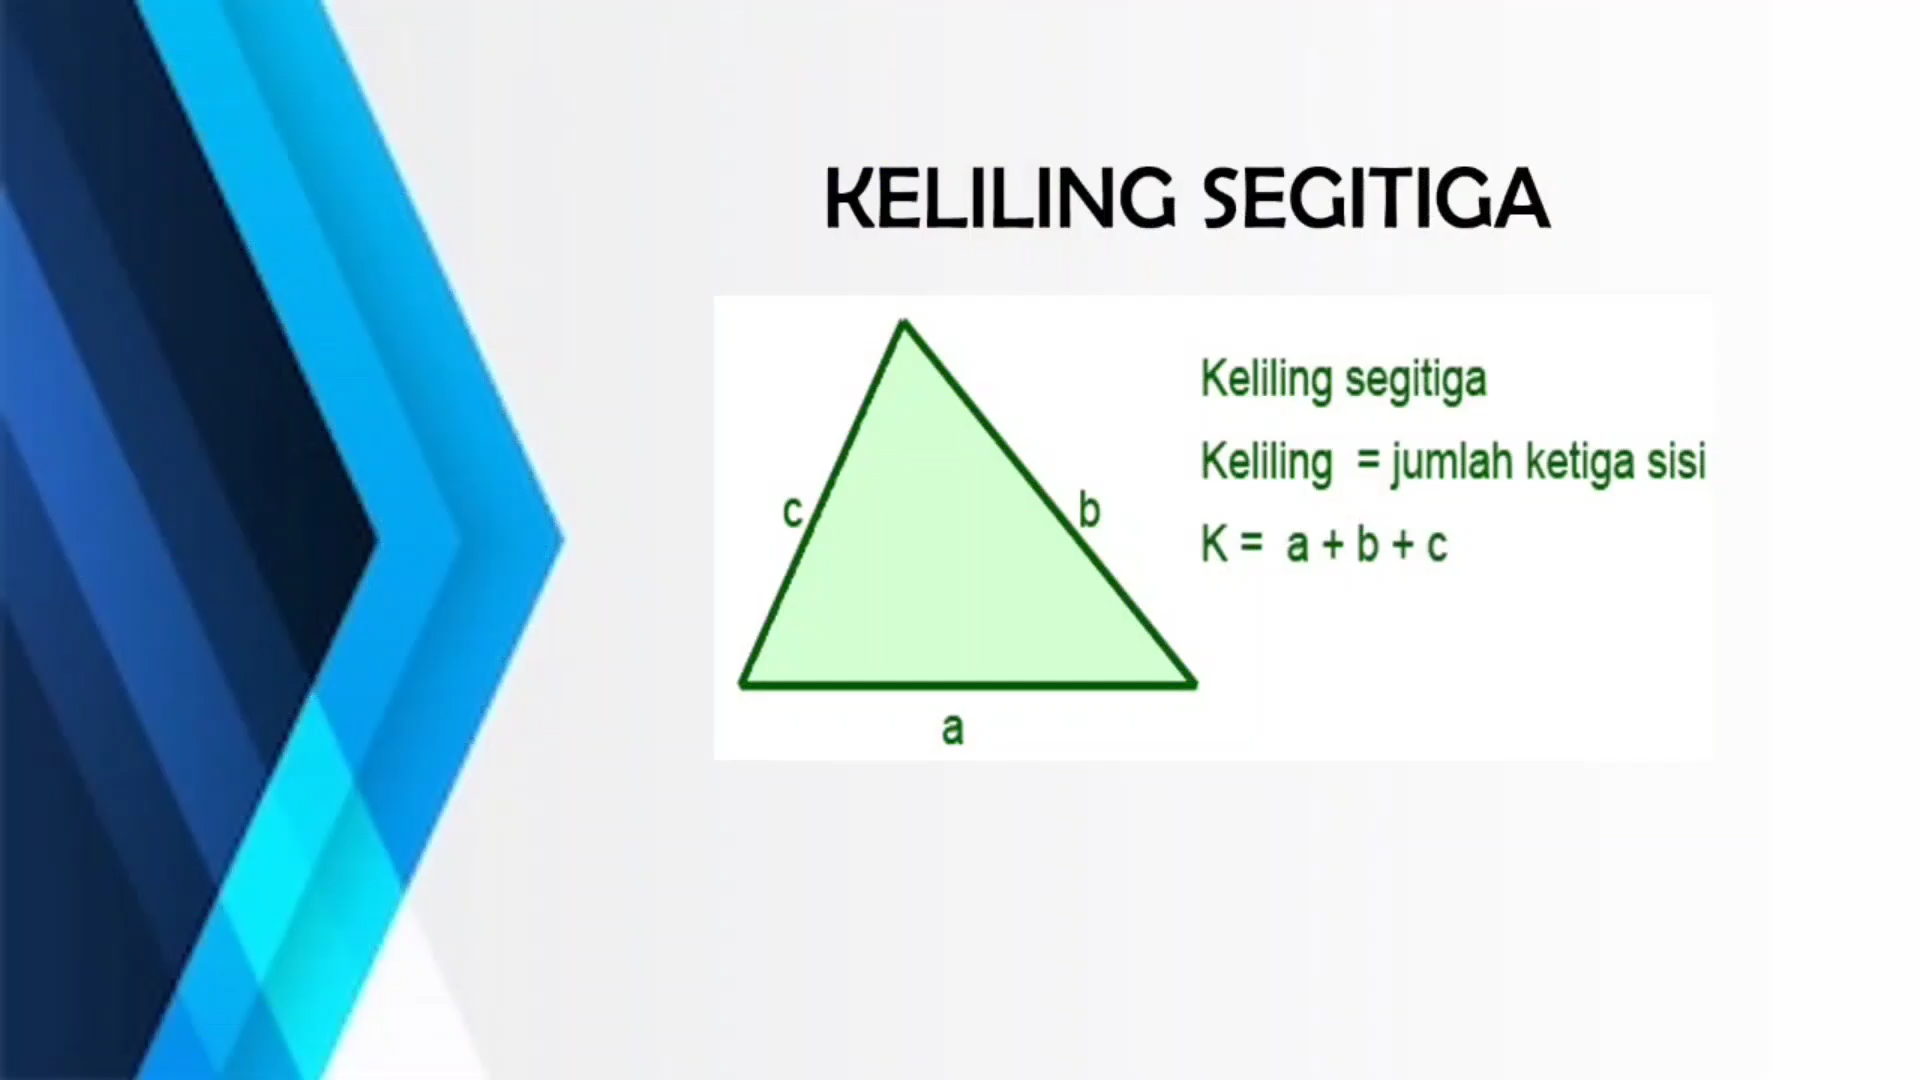 KELILING SEGITIGA
Keliling segitiga
Keliling = jumlah ketiga sisi
K = a + b + c
c
b
a